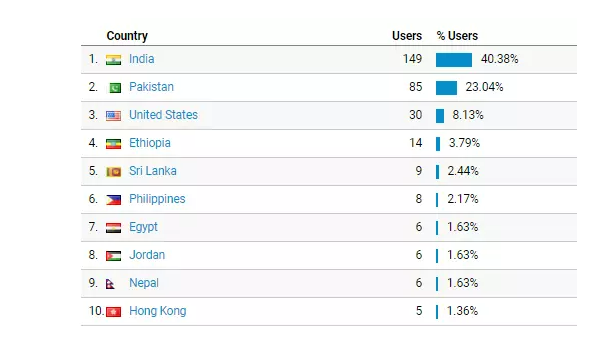 Country Users % Users
1. India 149 40.38%
2. Pakistan 85 23.04%
3. United States 30 8.13%
4. Ethiopia 14 3.79%
5. Sri Lanka 9 2.44%
6. Philippines 8 2.17%
7. Egypt 6 1.63%
8. Jordan 6 1.63%
9. Nepal 6 1.63%
10. Hong Kong 5 1.36%